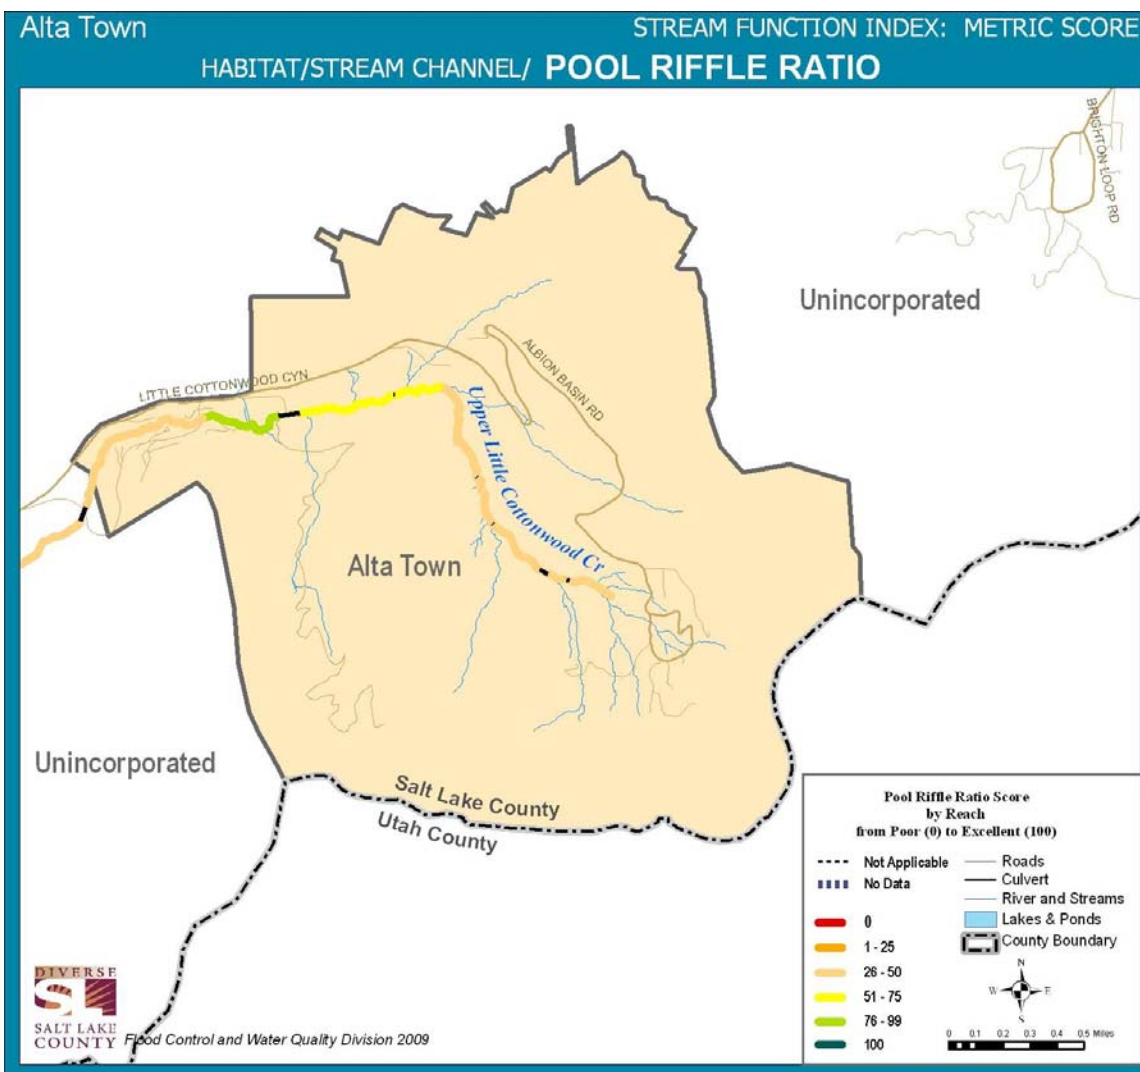 Alta Town
STREAM FUNCTION INDEX: METRIC SCORE
HABITAT/STREAM CHANNEL/ POOL RIFFLE RATIO
BRIGHTON LOOP RD
Unincorporated
LITTLE COTTONWOOD CYN
ALBION BASIN RD
Upper Little Cottonwood Cr
Alta Town
Unincorporated
Salt Lake County
Utah County
Pool Riffle Ratio Score
by Reach
from Poor (0) to Excellent (100)
Not Applicable
No Data
0
1 - 25
26 - 50
51 - 75
76 - 99
100
Roads
Culvert
River and Streams
Lakes & Ponds
County Boundary
N
W E
S
0 0.1 0.2 0.3 0.4 0.5 Miles
DIVERSE
SL
SALT LAKE
COUNTY
Flood Control and Water Quality Division 2009